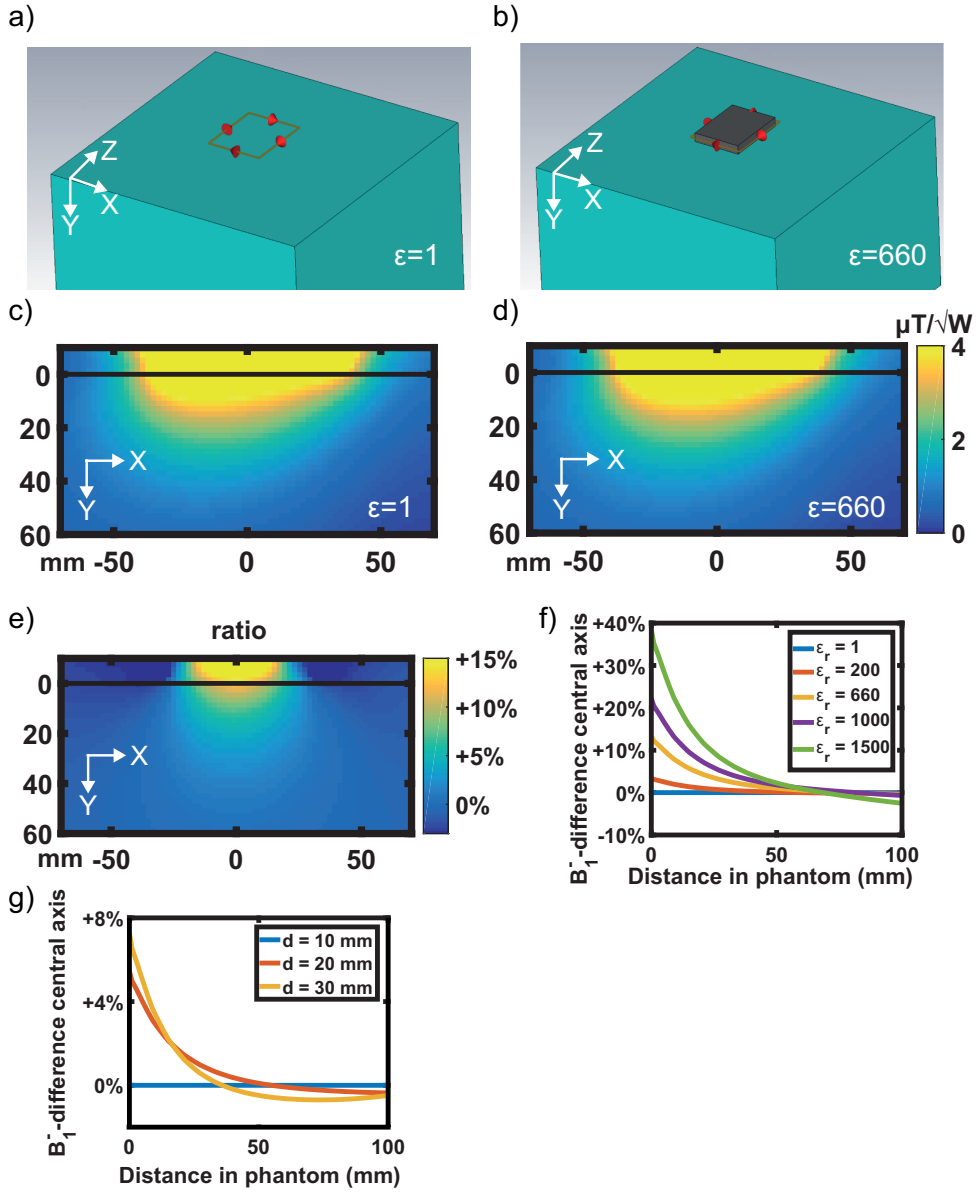 a)
b)
Z
X
Y
ε=1
Z
X
Y
ε=660
c)
d)
μT/√W
0
20
40
60
X
Y
ε=1
mm -50 0 50
0
20
40
60
X
Y
ε=660
mm -50 0 50
4
2
0
e)
ratio
0
20
40
60
X
Y
mm -50 0 50
+15%
+10%
+5%
0%
f)
B₁⁻-difference central axis
+40%
+30%
+20%
+10%
0%
-10%
εᵣ = 1
εᵣ = 200
εᵣ = 660
εᵣ = 1000
εᵣ = 1500
0 50 100
Distance in phantom (mm)
g)
B₁⁻-difference central axis
+8%
+4%
0%
d = 10 mm
d = 20 mm
d = 30 mm
0 50 100
Distance in phantom (mm)